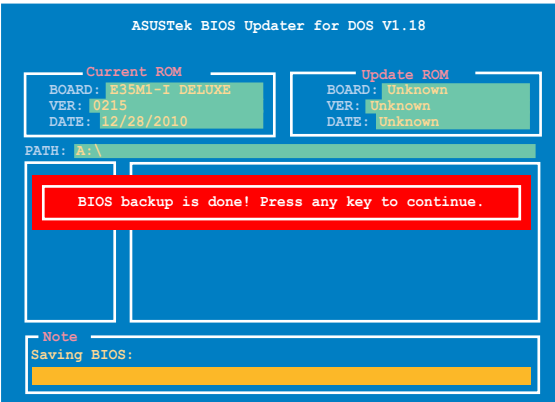 ASUSTek BIOS Updater for DOS V1.18
Current ROM
BOARD: E35M1-I DELUXE
VER: 0215
DATE: 12/28/2010
Update ROM
BOARD: Unknown
VER: Unknown
DATE: Unknown
PATH: A:\
BIOS backup is done! Press any key to continue.
Note
Saving BIOS: